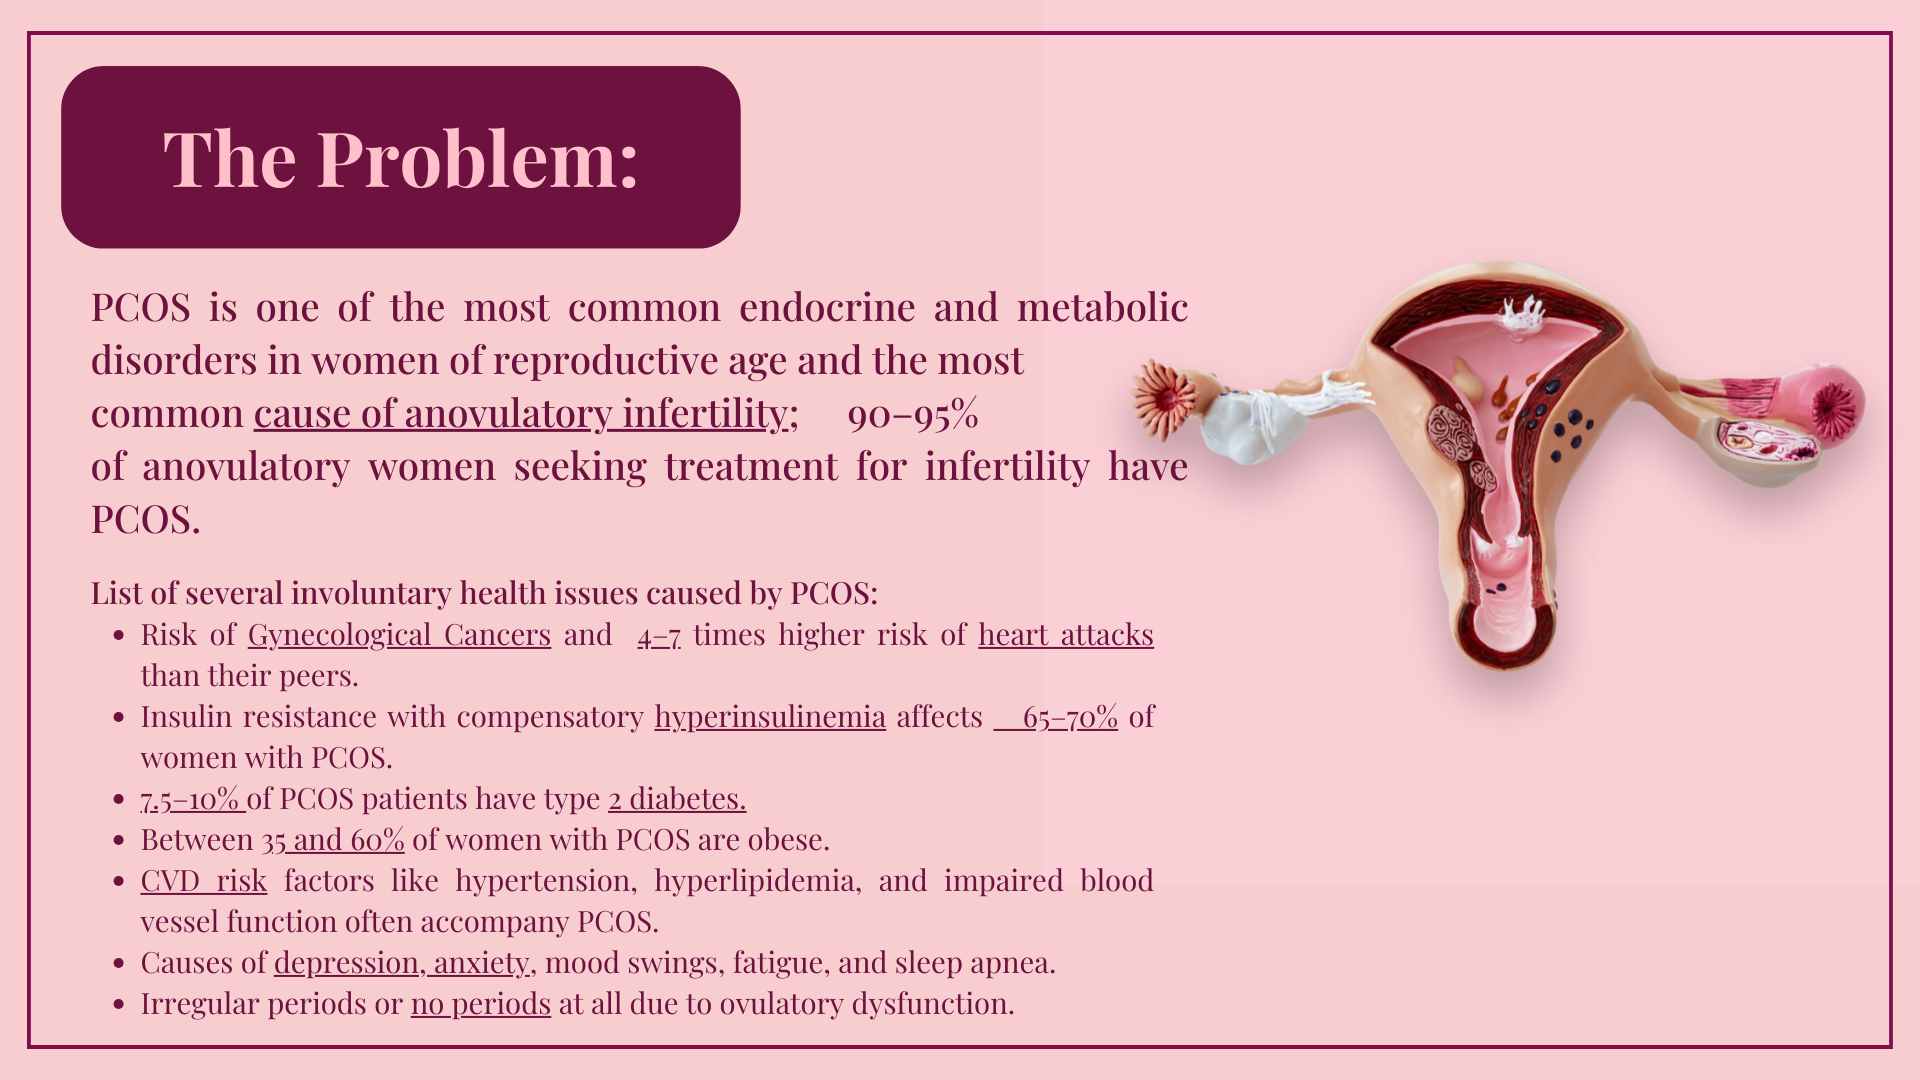 The Problem:
PCOS is one of the most common endocrine and metabolic
disorders in women of reproductive age and the most
common cause of anovulatory infertility; 90–95%
of anovulatory women seeking treatment for infertility have
PCOS.
List of several involuntary health issues caused by PCOS:
• Risk of Gynecological Cancers and 4–7 times higher risk of heart attacks
than their peers.
• Insulin resistance with compensatory hyperinsulinemia affects 65–70% of
women with PCOS.
• 7.5–10% of PCOS patients have type 2 diabetes.
• Between 35 and 60% of women with PCOS are obese.
• CVD risk factors like hypertension, hyperlipidemia, and impaired blood
vessel function often accompany PCOS.
• Causes of depression, anxiety, mood swings, fatigue, and sleep apnea.
• Irregular periods or no periods at all due to ovulatory dysfunction.